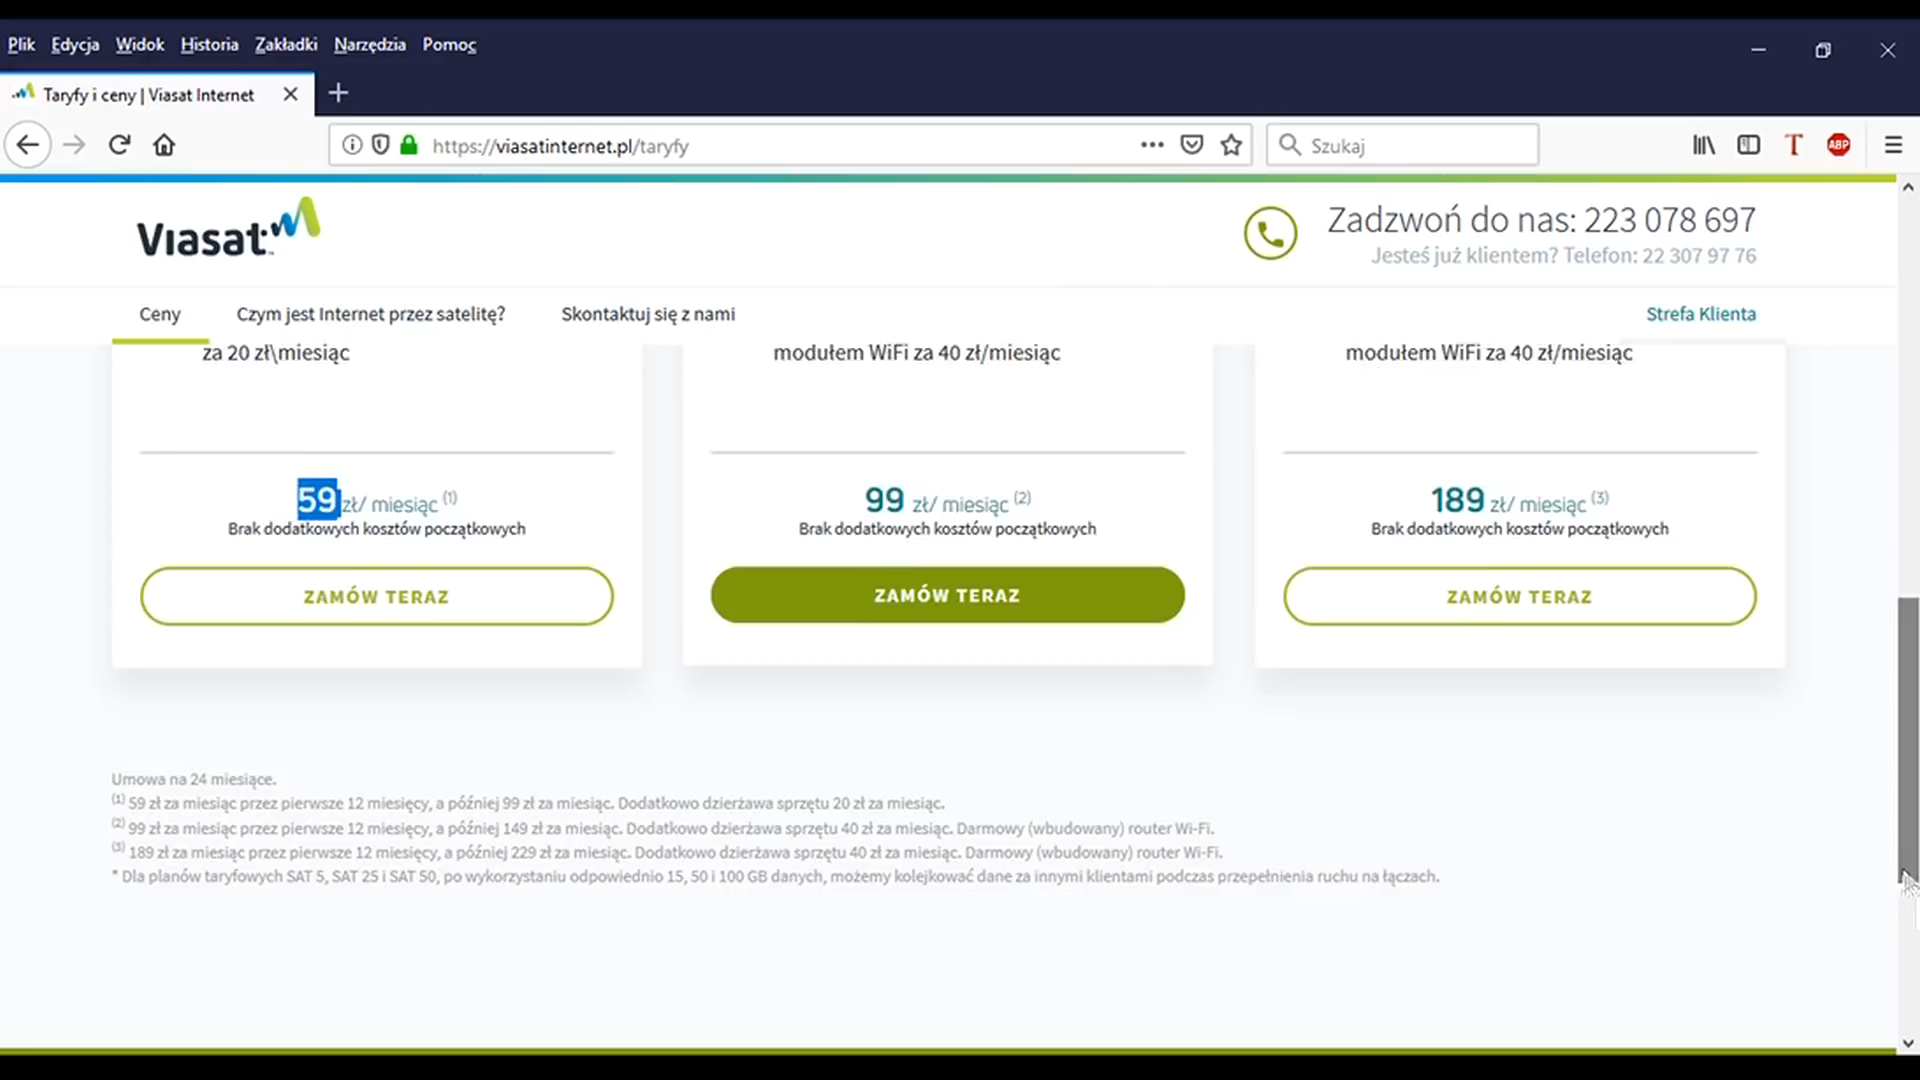 Plik Edycja Widok Historia Zakładki Narzędzia Pomoc
Taryfy i ceny | Viasat Internet
https://viasatinternet.pl/taryfy
Szukaj
T
ABP
Viasat
Zadzwoń do nas: 223 078 697
Jesteś już klientem? Telefon: 22 307 97 76
Ceny Czym jest Internet przez satelitę? Skontaktuj się z nami Strefa Klienta
za 20 zł\miesiąc
modułem WiFi za 40 zł/miesiąc
modułem WiFi za 40 zł/miesiąc
59 zł/ miesiąc (1)
Brak dodatkowych kosztów początkowych
ZAMÓW TERAZ
99 zł/ miesiąc (2)
Brak dodatkowych kosztów początkowych
ZAMÓW TERAZ
189 zł/ miesiąc (3)
Brak dodatkowych kosztów początkowych
ZAMÓW TERAZ
Umowa na 24 miesiące.
(1) 59 zł za miesiąc przez pierwsze 12 miesięcy, a później 99 zł za miesiąc. Dodatkowo dzierżawa sprzętu 20 zł za miesiąc.
(2) 99 zł za miesiąc przez pierwsze 12 miesięcy, a później 149 zł za miesiąc. Dodatkowo dzierżawa sprzętu 40 zł za miesiąc. Darmowy (wbudowany) router Wi-Fi.
(3) 189 zł za miesiąc przez pierwsze 12 miesięcy, a później 229 zł za miesiąc. Dodatkowo dzierżawa sprzętu 40 zł za miesiąc. Darmowy (wbudowany) router Wi-Fi.
* Dla planów taryfowych SAT 5, SAT 25 i SAT 50, po wykorzystaniu odpowiednio 15, 50 i 100 GB danych, możemy kolejkować dane za innymi klientami podczas przepełnienia ruchu na łączach.